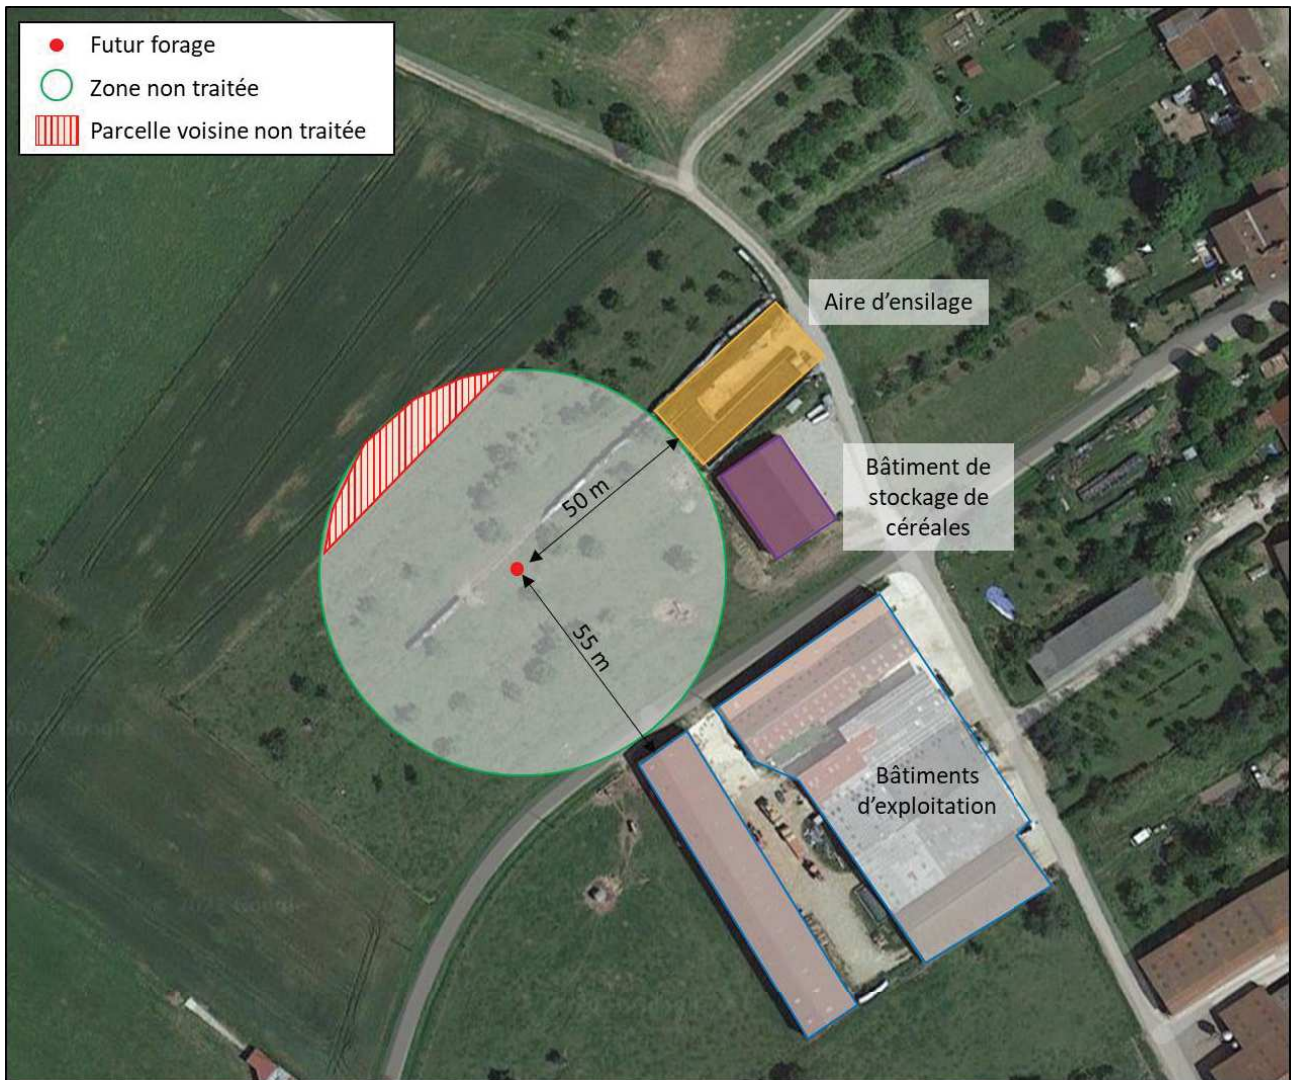 Futur forage
Zone non traitée
Parcelle voisine non traitée
Aire d'ensilage
Bâtiment de
stockage de
céréales
50 m
55 m
Bâtiments
d'exploitation